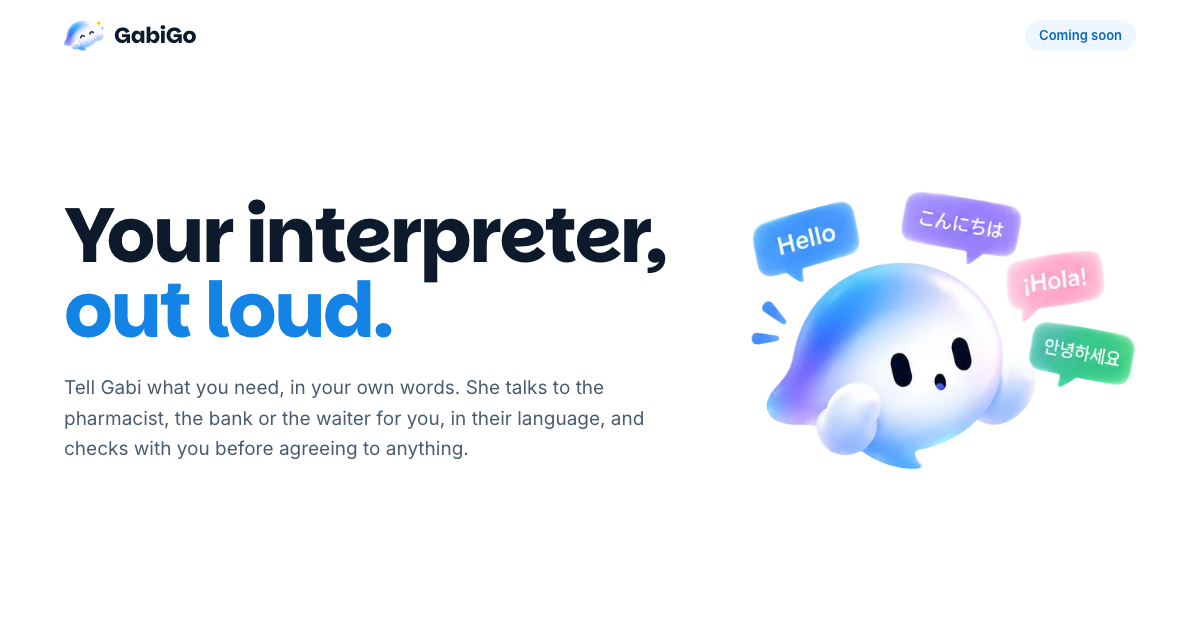 GabiGo
Coming soon
Your interpreter,
out loud.
Tell Gabi what you need, in your own words. She talks to the
pharmacist, the bank or the waiter for you, in their language, and
checks with you before agreeing to anything.
Hello
こんにちは
¡Hola!
안녕하세요